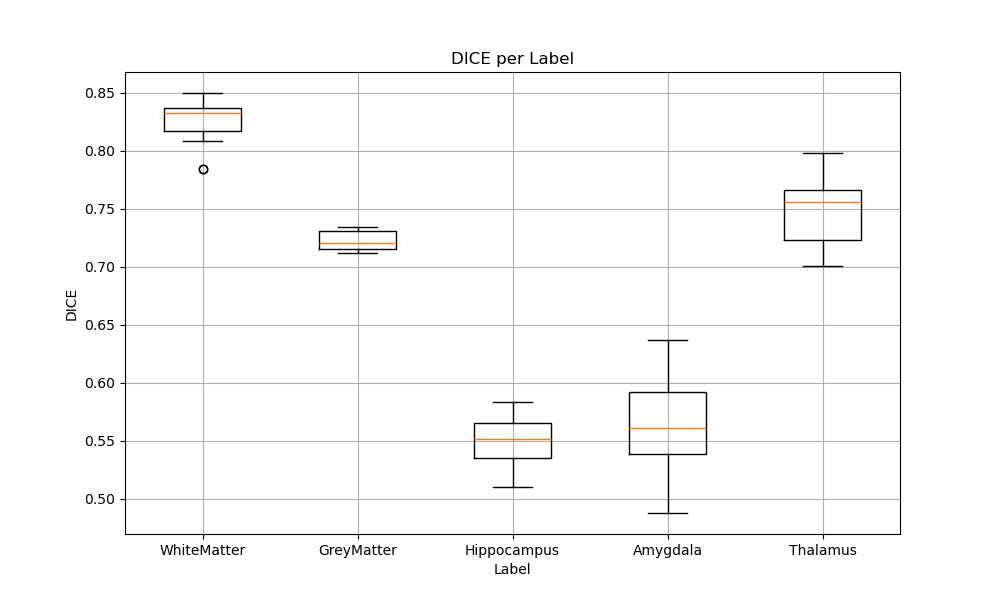 DICE per Label
DICE
0.85
0.80
0.75
0.70
0.65
0.60
0.55
0.50
WhiteMatter GreyMatter Hippocampus Amygdala Thalamus
Label